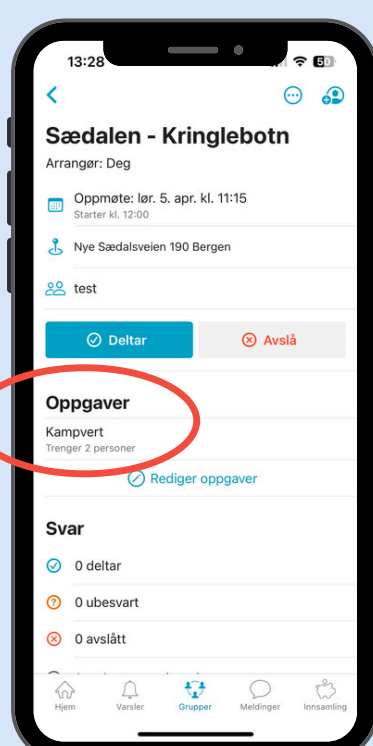 13:28
50
Sædalen - Kringlebotn
Arrangør: Deg
Oppmøte: lør. 5. apr. kl. 11:15
Starter kl. 12:00
Nye Sædalsveien 190 Bergen
test
Deltar
Avslå
Oppgaver
Kampvert
Trenger 2 personer
Rediger oppgaver
Svar
0 deltar
0 ubesvart
0 avslått
Hjem
Varsler
Grupper
Meldinger
Innsamling